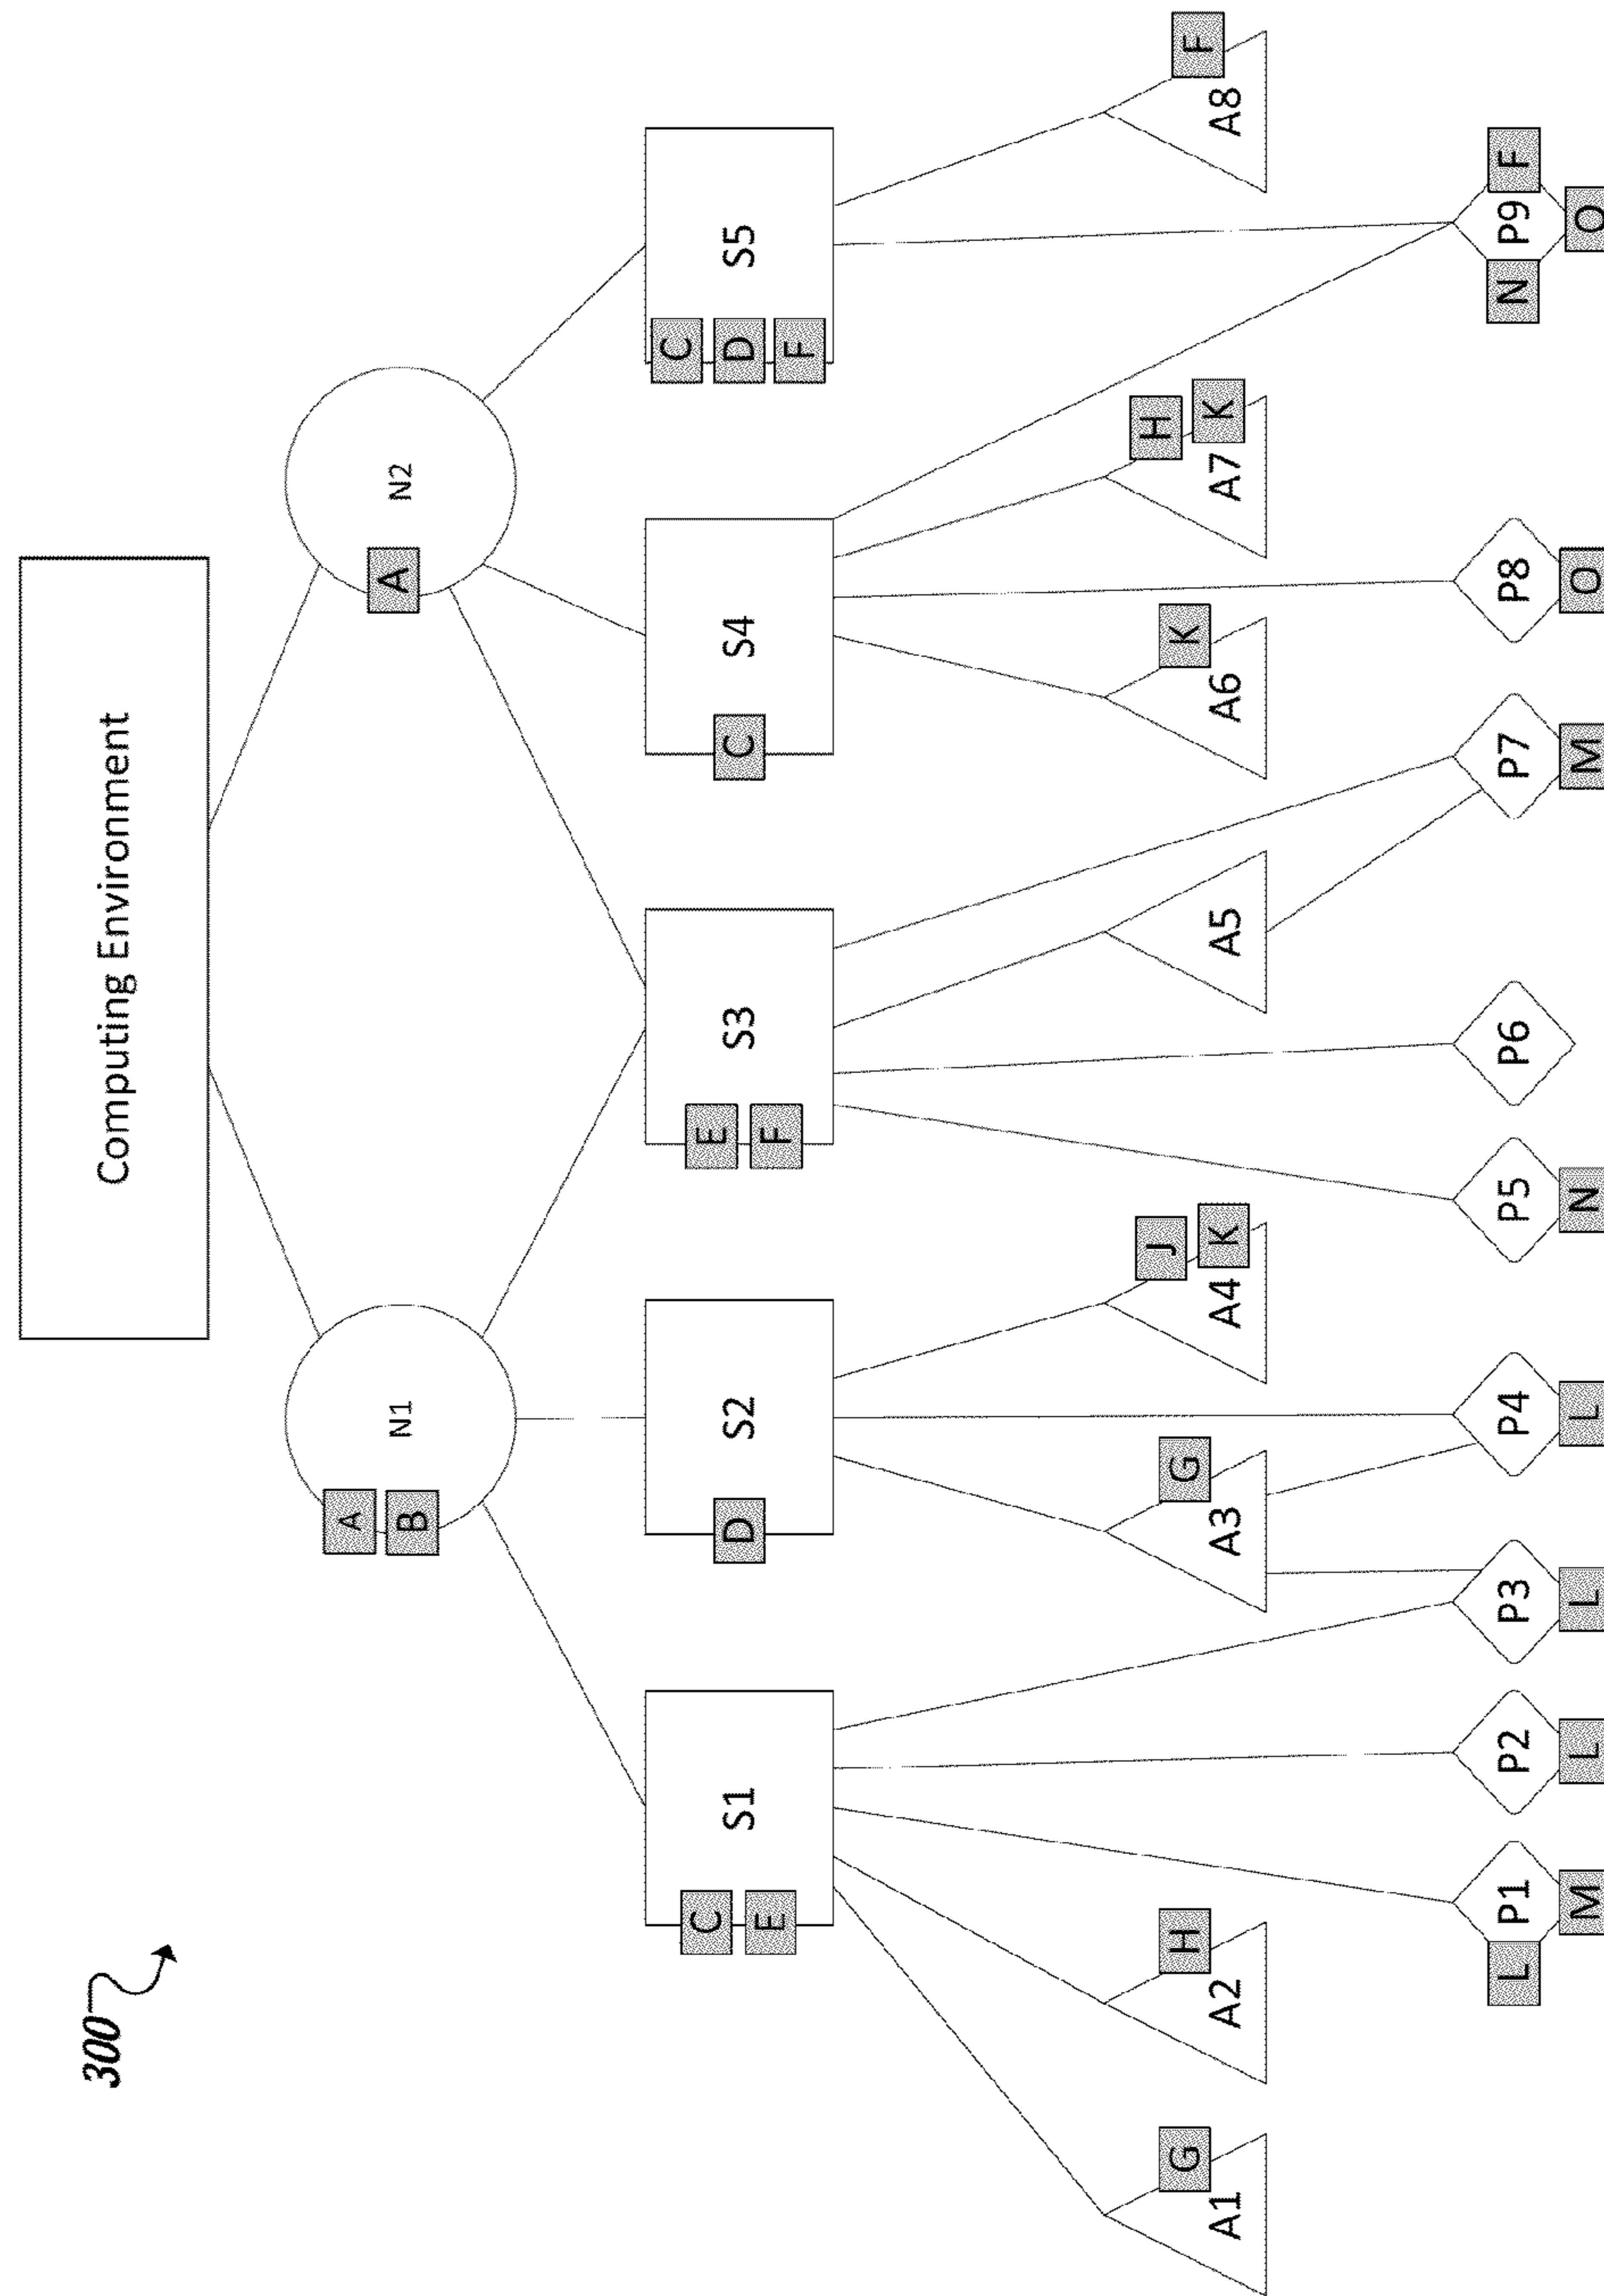 300
Computing Environment
N1
A
B
N2
A
S1
C
E
S2
D
S3
E
F
S4
C
S5
C
D
F
A1
G
A2
H
A3
G
A4
J
K
A5
A6
K
A7
H
K
A8
F
P1
L
M
P2
L
P3
L
P4
L
P5
N
P6
P7
M
P8
O
P9
N
F
O